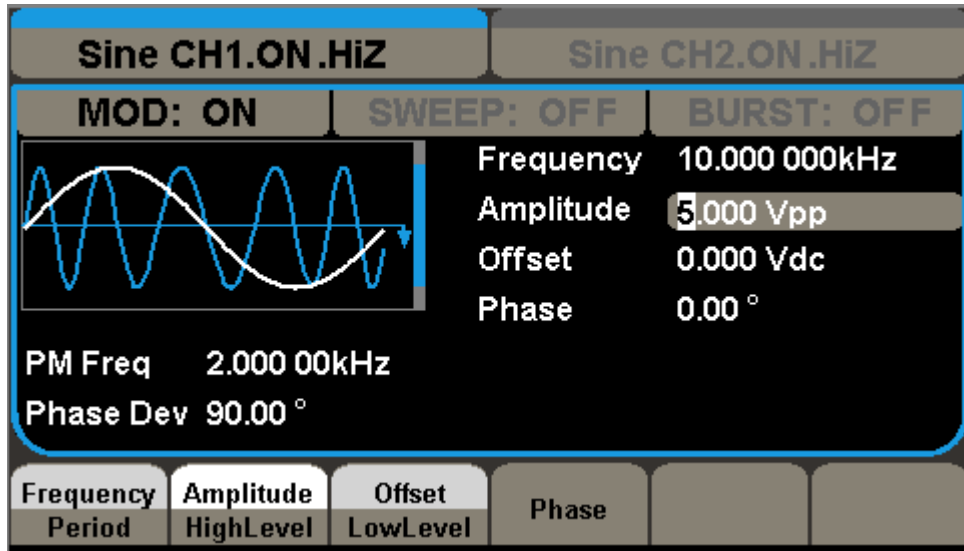 Sine CH1.ON.HiZ
Sine CH2.ON.HiZ
MOD: ON
SWEEP: OFF
BURST: OFF
Frequency 10.000 000kHz
Amplitude 5.000 Vpp
Offset 0.000 Vdc
Phase 0.00 °
PM Freq 2.000 00kHz
Phase Dev 90.00 °
Frequency
Period
Amplitude
HighLevel
Offset
LowLevel
Phase